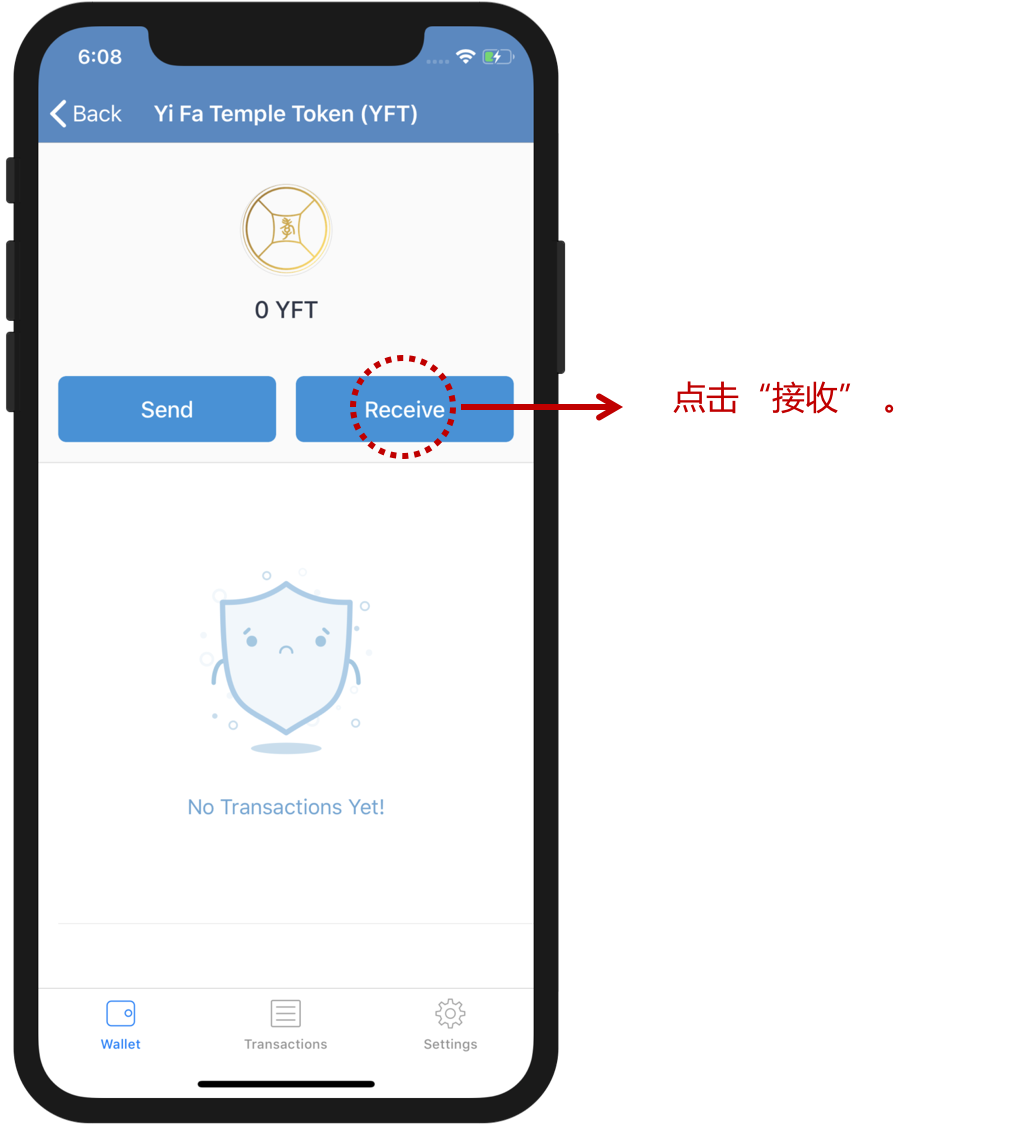 6:08
Back Yi Fa Temple Token (YFT)
0 YFT
Send Receive
点击“接收” 。
No Transactions Yet!
Wallet Transactions Settings